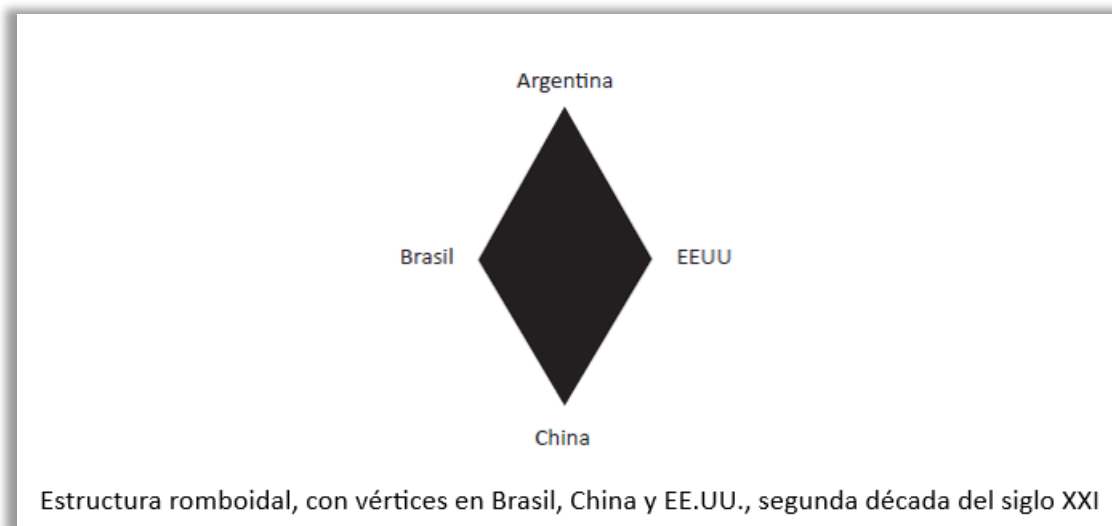 Argentina
Brasil EEUU
China
Estructura romboidal, con vértices en Brasil, China y EE.UU., segunda década del siglo XXI